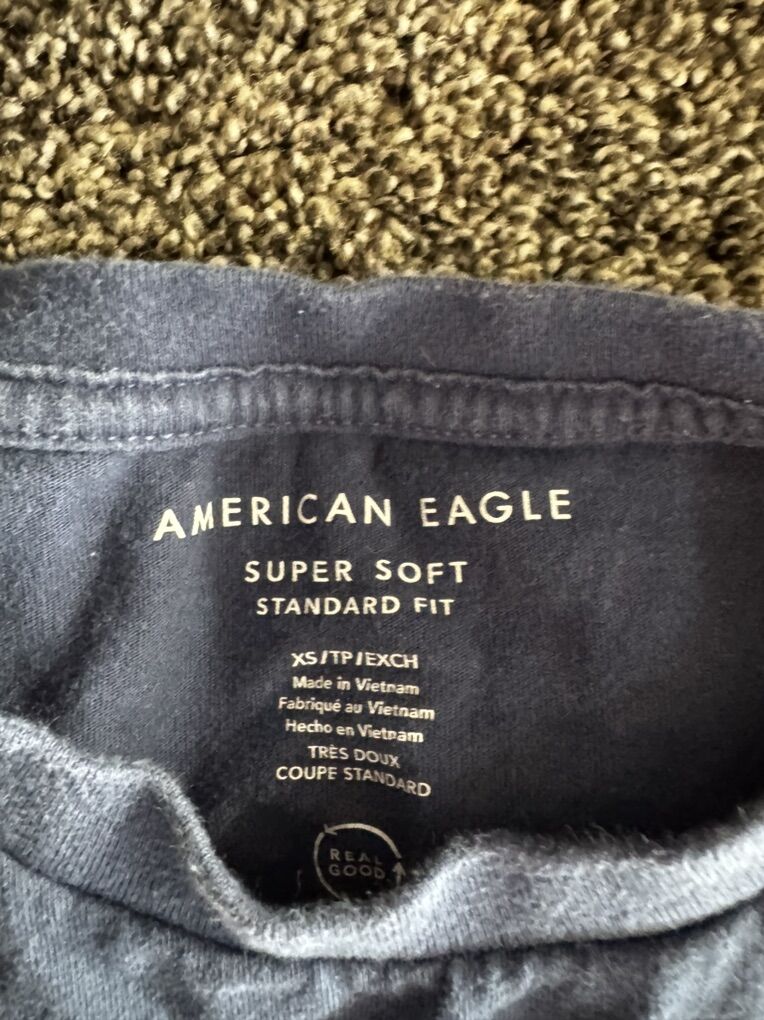 AMERICAN EAGLE
SUPER SOFT
STANDARD FIT
XS/TP/EXCH
Made in Vietnam
Fabriqué au Vietnam
Hecho en Vietnam
TRÈS DOUX
COUPE STANDARD
REAL
GOOD